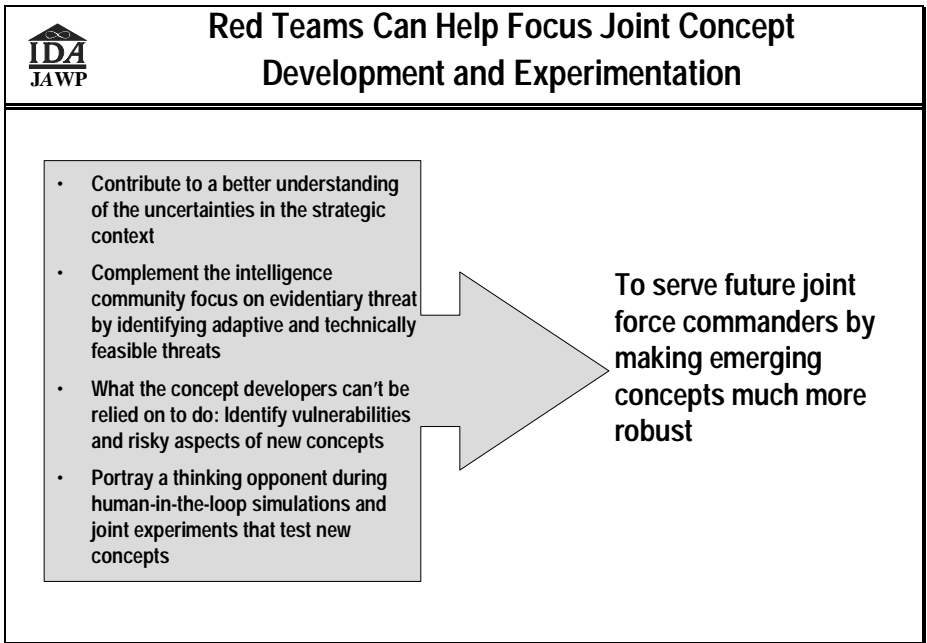 IDA
JAWP
Red Teams Can Help Focus Joint Concept
Development and Experimentation
• Contribute to a better understanding
of the uncertainties in the strategic
context
• Complement the intelligence
community focus on evidentiary threat
by identifying adaptive and technically
feasible threats
• What the concept developers can't be
relied on to do: Identify vulnerabilities
and risky aspects of new concepts
• Portray a thinking opponent during
human-in-the-loop simulations and
joint experiments that test new
concepts
To serve future joint
force commanders by
making emerging
concepts much more
robust